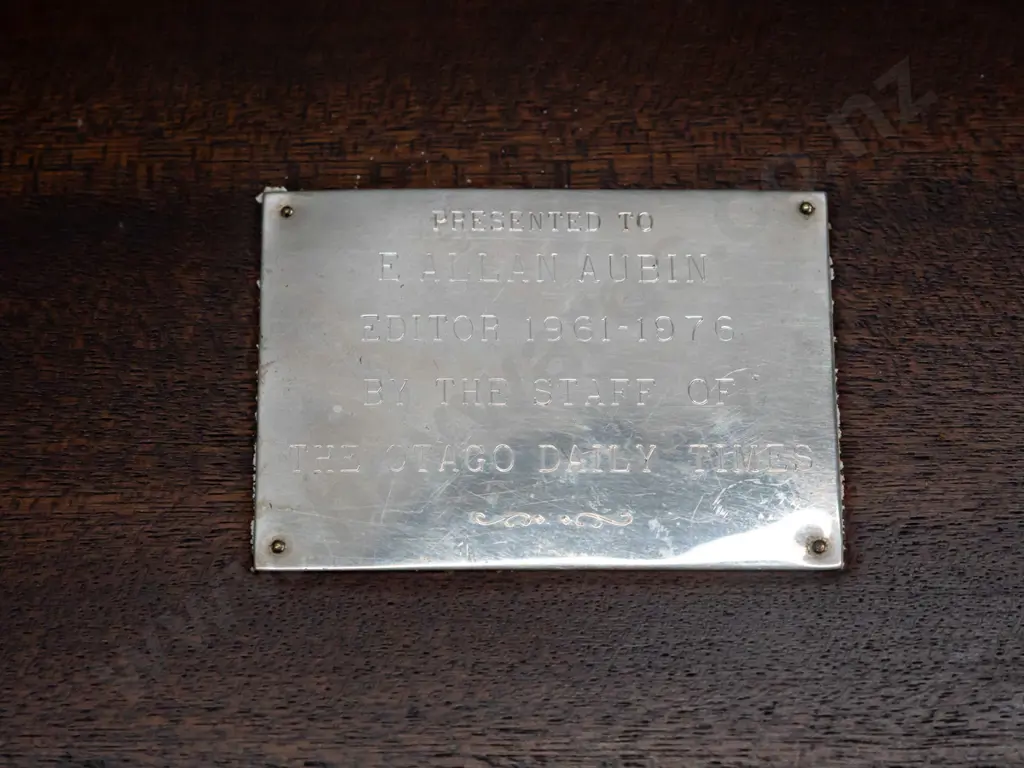 PRESENTED TO
E. ALLAN AUBIN
EDITOR 1961-1976
BY THE STAFF OF
THE OTAGO DAILY TIMES